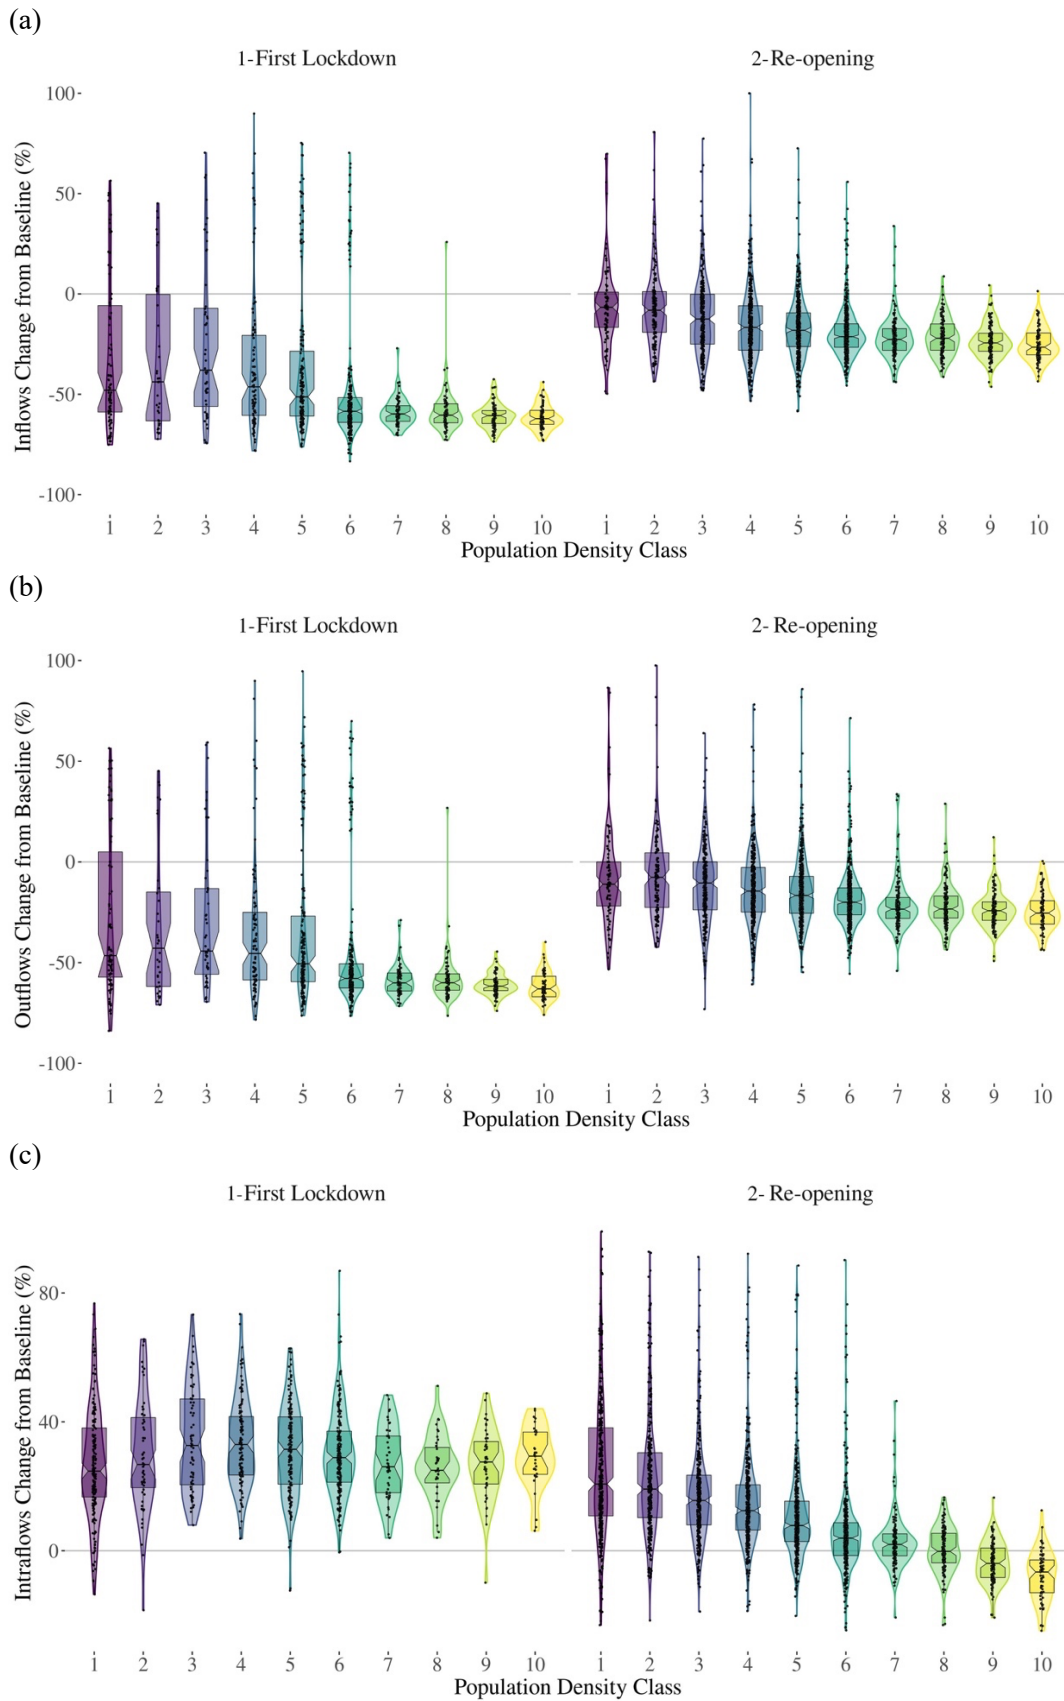 (a)
1-First Lockdown 2-Re-opening
Inflows Change from Baseline (%)
100
50
0
-50
-100
1 2 3 4 5 6 7 8 9 10 1 2 3 4 5 6 7 8 9 10
Population Density Class
(b)
1-First Lockdown 2- Re-opening
Outflows Change from Baseline (%)
100
50
0
-50
-100
1 2 3 4 5 6 7 8 9 10 1 2 3 4 5 6 7 8 9 10
Population Density Class
(c)
1-First Lockdown 2- Re-opening
Intraflows Change from Baseline (%)
80
40
0
1 2 3 4 5 6 7 8 9 10 1 2 3 4 5 6 7 8 9 10
Population Density Class